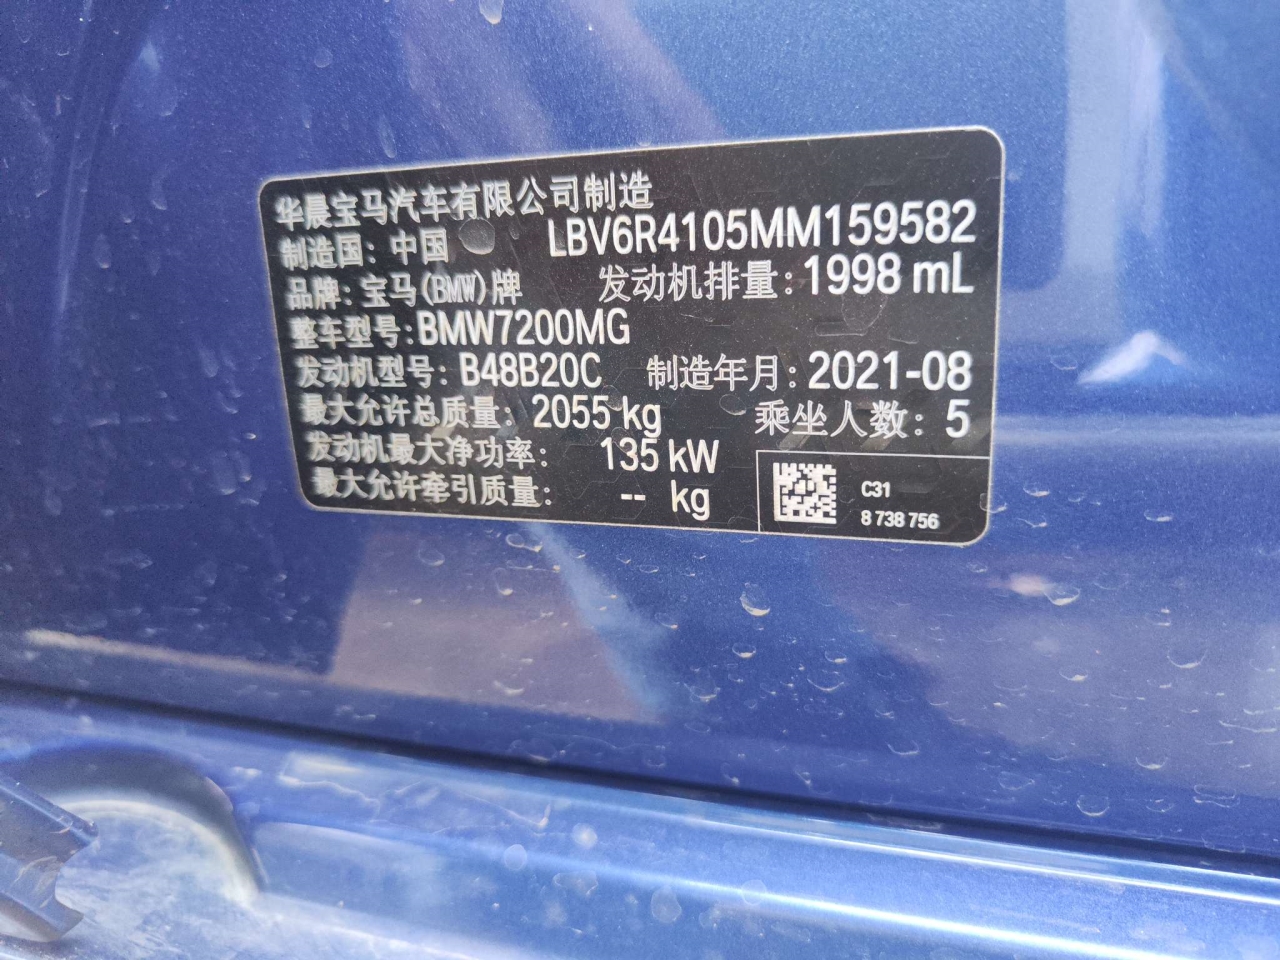 华晨宝马汽车有限公司制造
制造国：中国 LBV6R4105MM159582
品牌：宝马(BMW)牌 发动机排量：1998 mL
整车型号：BMW7200MG
发动机型号：B48B20C 制造年月：2021-08
最大允许总质量：2055 kg 乘坐人数：5
发动机最大净功率：135 kW
最大允许牵引质量：-- kg
C31
8 738 756